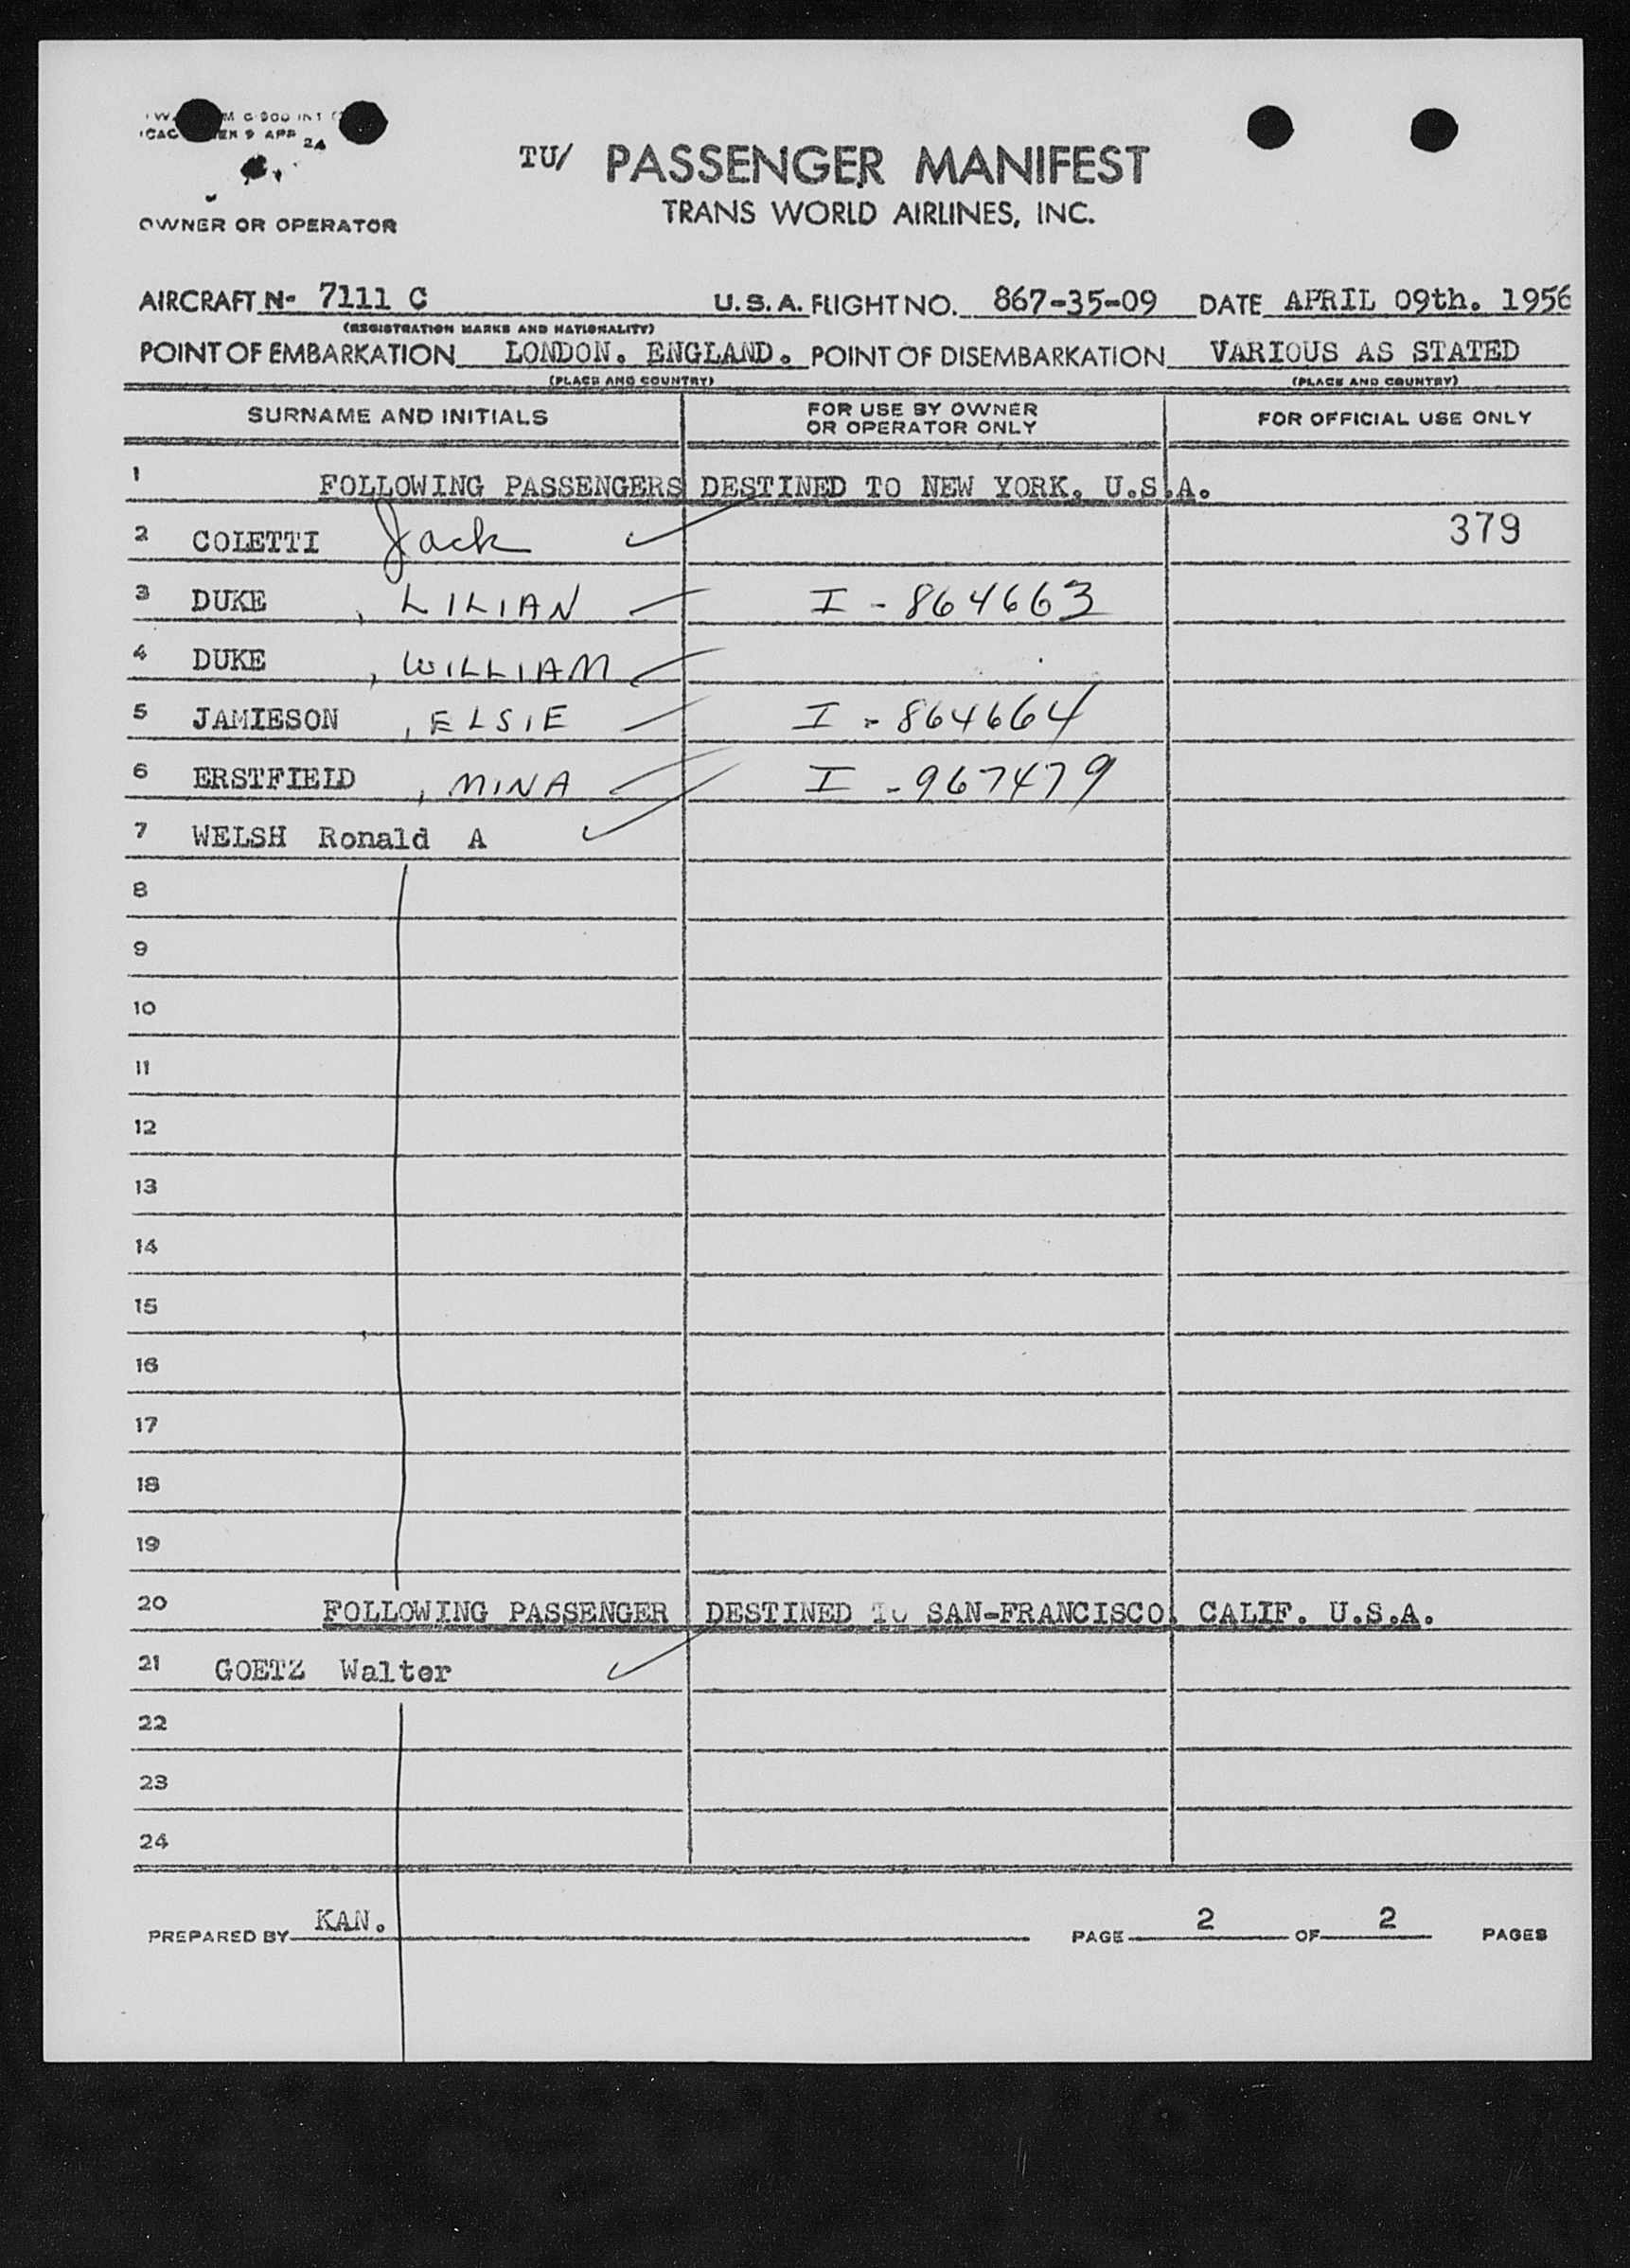 TU/ PASSENGER MANIFEST
TRANS WORLD AIRLINES, INC.
OWNER OR OPERATOR
AIRCRAFT N- 7111 C U.S.A. FLIGHT NO. 867-35-09 DATE APRIL 09th. 1956
(REGISTRATION MARKS AND NATIONALITY)
POINT OF EMBARKATION LONDON. ENGLAND. POINT OF DISEMBARKATION VARIOUS AS STATED
(PLACE AND COUNTRY) (PLACE AND COUNTRY)
SURNAME AND INITIALS FOR USE BY OWNER OR OPERATOR ONLY FOR OFFICIAL USE ONLY
1 FOLLOWING PASSENGERS DESTINED TO NEW YORK. U.S.A.
2 COLETTI Jack 379
3 DUKE , LILIAN I - 864663
4 DUKE , WILLIAM
5 JAMIESON , ELSIE I - 864664
6 ERSTFIELD , MINA I - 967479
7 WELSH Ronald A
8
9
10
11
12
13
14
15
16
17
18
19
20 FOLLOWING PASSENGER DESTINED To SAN-FRANCISCO, CALIF. U.S.A.
21 GOETZ Walter
22
23
24
PREPARED BY KAN. PAGE 2 OF 2 PAGES